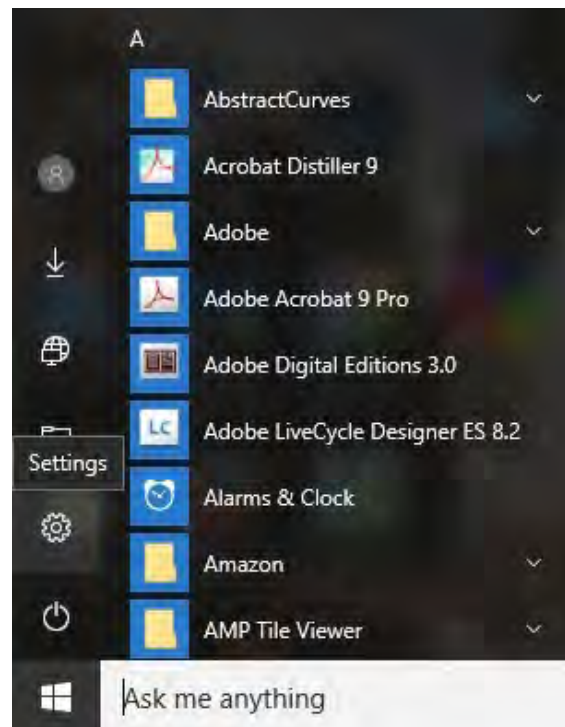 A
AbstractCurves
Acrobat Distiller 9
Adobe
Adobe Acrobat 9 Pro
Adobe Digital Editions 3.0
LC
Adobe LiveCycle Designer ES 8.2
Settings
Alarms & Clock
Amazon
AMP Tile Viewer
Ask me anything